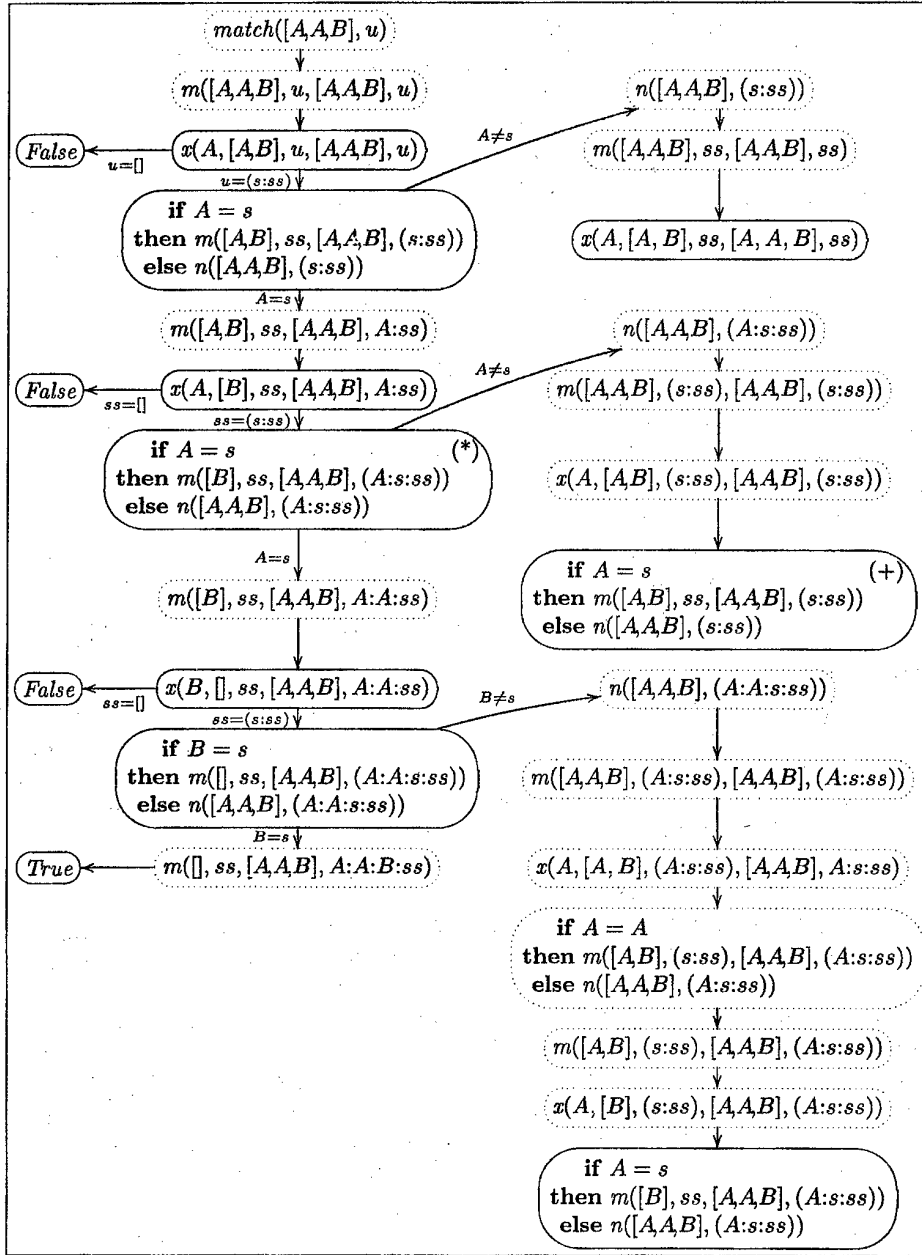 match([A,A,B], u)
m([A,A,B], u, [A,A,B], u)
n([A,A,B], (s:ss))
A≠s
False
u=[]
x(A, [A,B], u, [A,A,B], u)
m([A,A,B], ss, [A,A,B], ss)
u=(s:ss)
if A = s
then m([A,B], ss, [A,A,B], (s:ss))
else n([A,A,B], (s:ss))
x(A, [A, B], ss, [A, A, B], ss)
A=s
m([A,B], ss, [A,A,B], A:ss)
n([A,A,B], (A:s:ss))
A≠s
False
ss=[]
x(A, [B], ss, [A,A,B], A:ss)
m([A,A,B], (s:ss), [A,A,B], (s:ss))
ss=(s:ss)
if A = s (*)
then m([B], ss, [A,A,B], (A:s:ss))
else n([A,A,B], (A:s:ss))
x(A, [A,B], (s:ss), [A,A,B], (s:ss))
A=s
m([B], ss, [A,A,B], A:A:ss)
if A = s (+)
then m([A,B], ss, [A,A,B], (s:ss))
else n([A,A,B], (s:ss))
False
ss=[]
x(B, [], ss, [A,A,B], A:A:ss)
B≠s
n([A,A,B], (A:A:s:ss))
ss=(s:ss)
if B = s
then m([], ss, [A,A,B], (A:A:s:ss))
else n([A,A,B], (A:A:s:ss))
m([A,A,B], (A:s:ss), [A,A,B], (A:s:ss))
B=s
True
m([], ss, [A,A,B], A:A:B:ss)
x(A, [A, B], (A:s:ss), [A,A,B], A:s:ss)
if A = A
then m([A,B], (s:ss), [A,A,B], (A:s:ss))
else n([A,A,B], (A:s:ss))
m([A,B], (s:ss), [A,A,B], (A:s:ss))
x(A, [B], (s:ss), [A,A,B], (A:s:ss))
if A = s
then m([B], ss, [A,A,B], (A:s:ss))
else n([A,A,B], (A:s:ss))